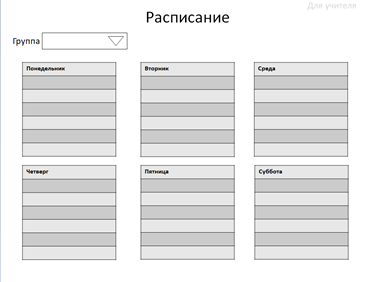 Для учителя
Расписание
Группа
Понедельник
Вторник
Среда
Четверг
Пятница
Суббота